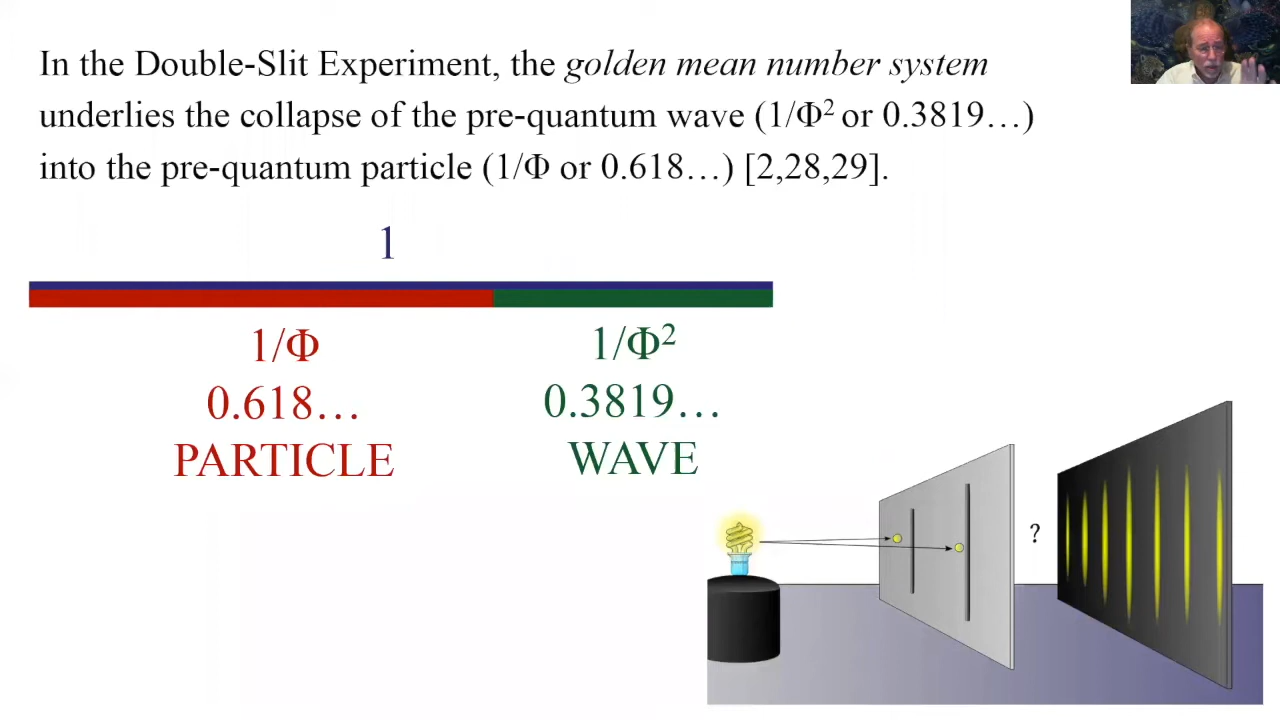 In the Double-Slit Experiment, the golden mean number system
underlies the collapse of the pre-quantum wave (1/Φ² or 0.3819…)
into the pre-quantum particle (1/Φ or 0.618…) [2,28,29].
1
1/Φ
0.618…
PARTICLE
1/Φ²
0.3819…
WAVE
?